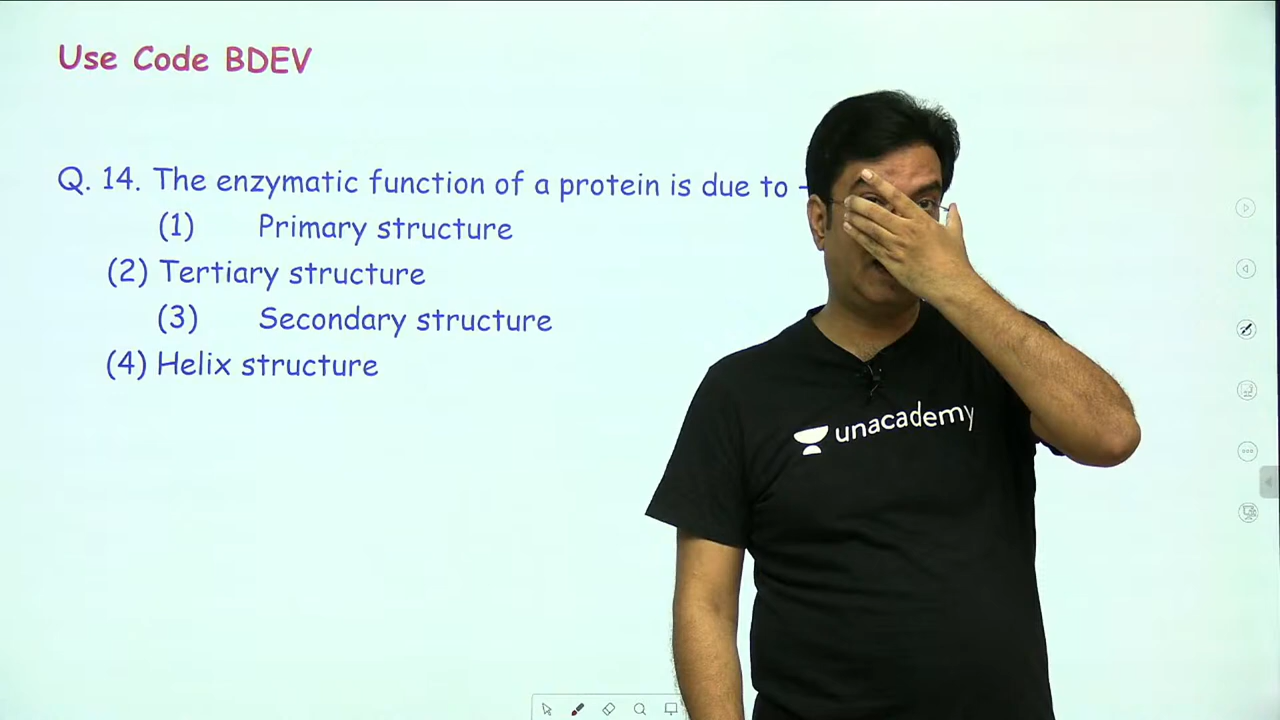 Use Code BDEV
Q. 14. The enzymatic function of a protein is due to -
(1) Primary structure
(2) Tertiary structure
(3) Secondary structure
(4) Helix structure
unacademy